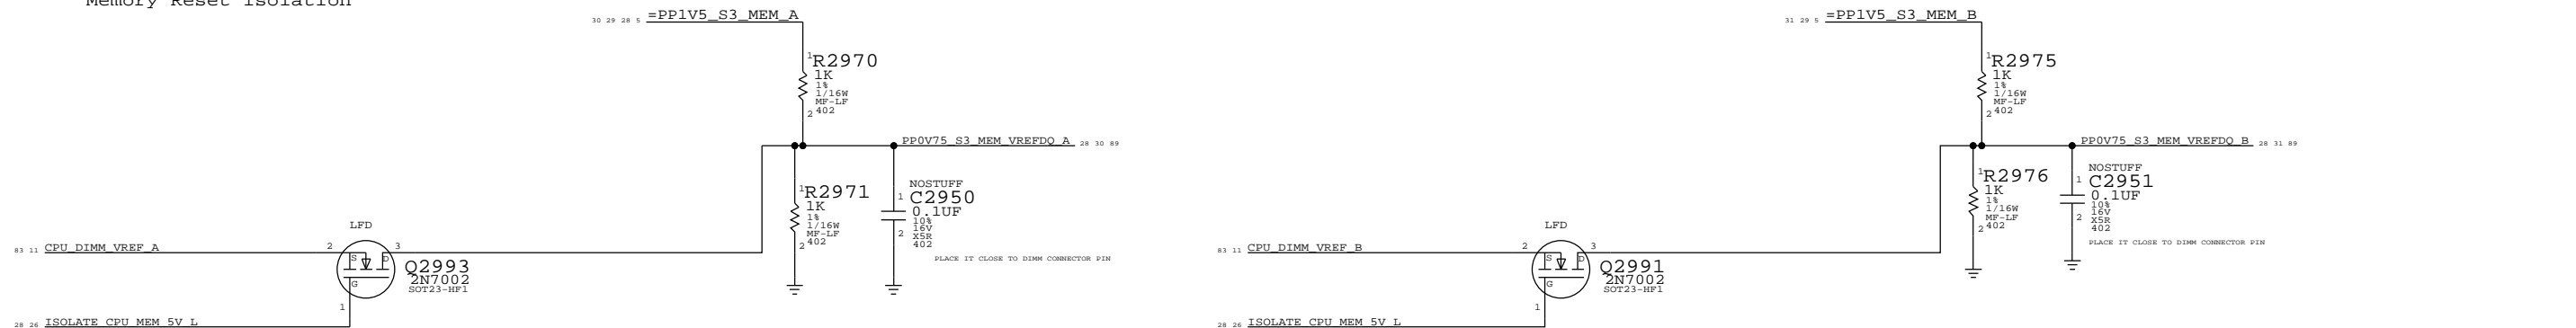 Memory Reset Isolation
30 29 28 5 =PP1V5_S3_MEM_A
1
R2970
1K
1%
1/16W
MF-LF
402
2
PP0V75_S3_MEM_VREFDQ_A 28 30 89
1
R2971
1K
1%
1/16W
MF-LF
402
2
NOSTUFF
1
C2950
0.1UF
10%
16V
X5R
402
2
PLACE IT CLOSE TO DIMM CONNECTOR PIN
LFD
83 11 CPU_DIMM_VREF_A
2
3
S
D
G
Q2993
2N7002
SOT23-HF1
1
28 26 ISOLATE_CPU_MEM_5V_L
31 29 5 =PP1V5_S3_MEM_B
1
R2975
1K
1%
1/16W
MF-LF
402
2
PP0V75_S3_MEM_VREFDQ_B 28 31 89
1
R2976
1K
1%
1/16W
MF-LF
402
2
NOSTUFF
1
C2951
0.1UF
10%
16V
X5R
402
2
PLACE IT CLOSE TO DIMM CONNECTOR PIN
LFD
83 11 CPU_DIMM_VREF_B
2
3
S
D
G
Q2991
2N7002
SOT23-HF1
1
28 26 ISOLATE_CPU_MEM_5V_L